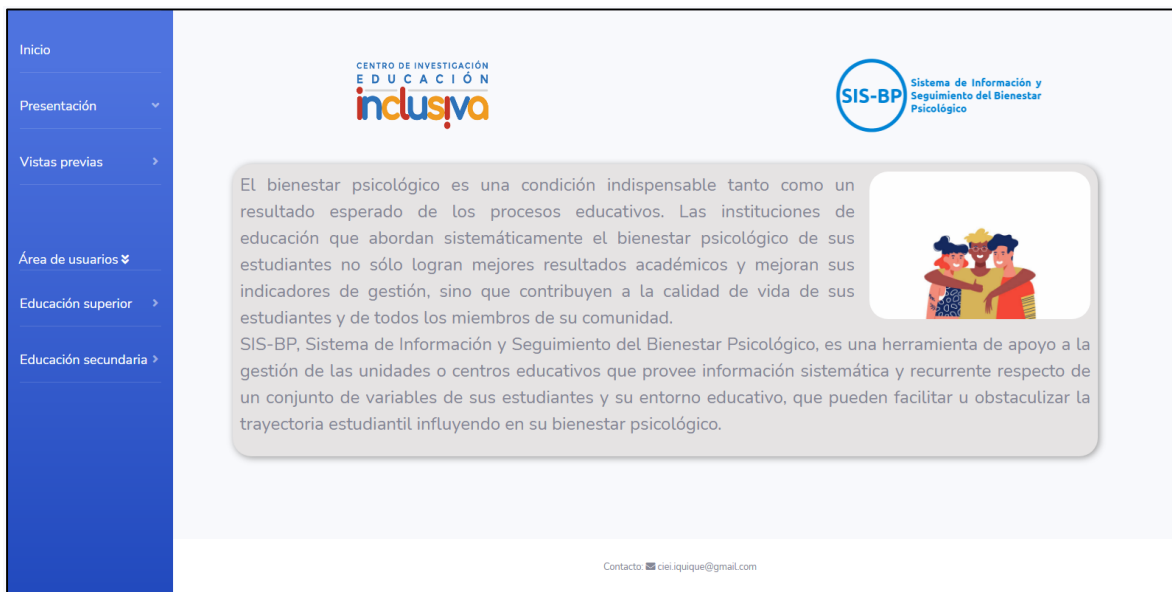 Inicio
Presentación
Vistas previas
Área de usuarios
Educación superior
Educación secundaria
CENTRO DE INVESTIGACIÓN
EDUCACIÓN
inclusiva
SIS-BP
Sistema de Información y
Seguimiento del Bienestar
Psicológico
El bienestar psicológico es una condición indispensable tanto como un
resultado esperado de los procesos educativos. Las instituciones de
educación que abordan sistemáticamente el bienestar psicológico de sus
estudiantes no sólo logran mejores resultados académicos y mejoran sus
indicadores de gestión, sino que contribuyen a la calidad de vida de sus
estudiantes y de todos los miembros de su comunidad.
SIS-BP, Sistema de Información y Seguimiento del Bienestar Psicológico, es una herramienta de apoyo a la
gestión de las unidades o centros educativos que provee información sistemática y recurrente respecto de
un conjunto de variables de sus estudiantes y su entorno educativo, que pueden facilitar u obstaculizar la
trayectoria estudiantil influyendo en su bienestar psicológico.
Contacto: ciei.iquique@gmail.com